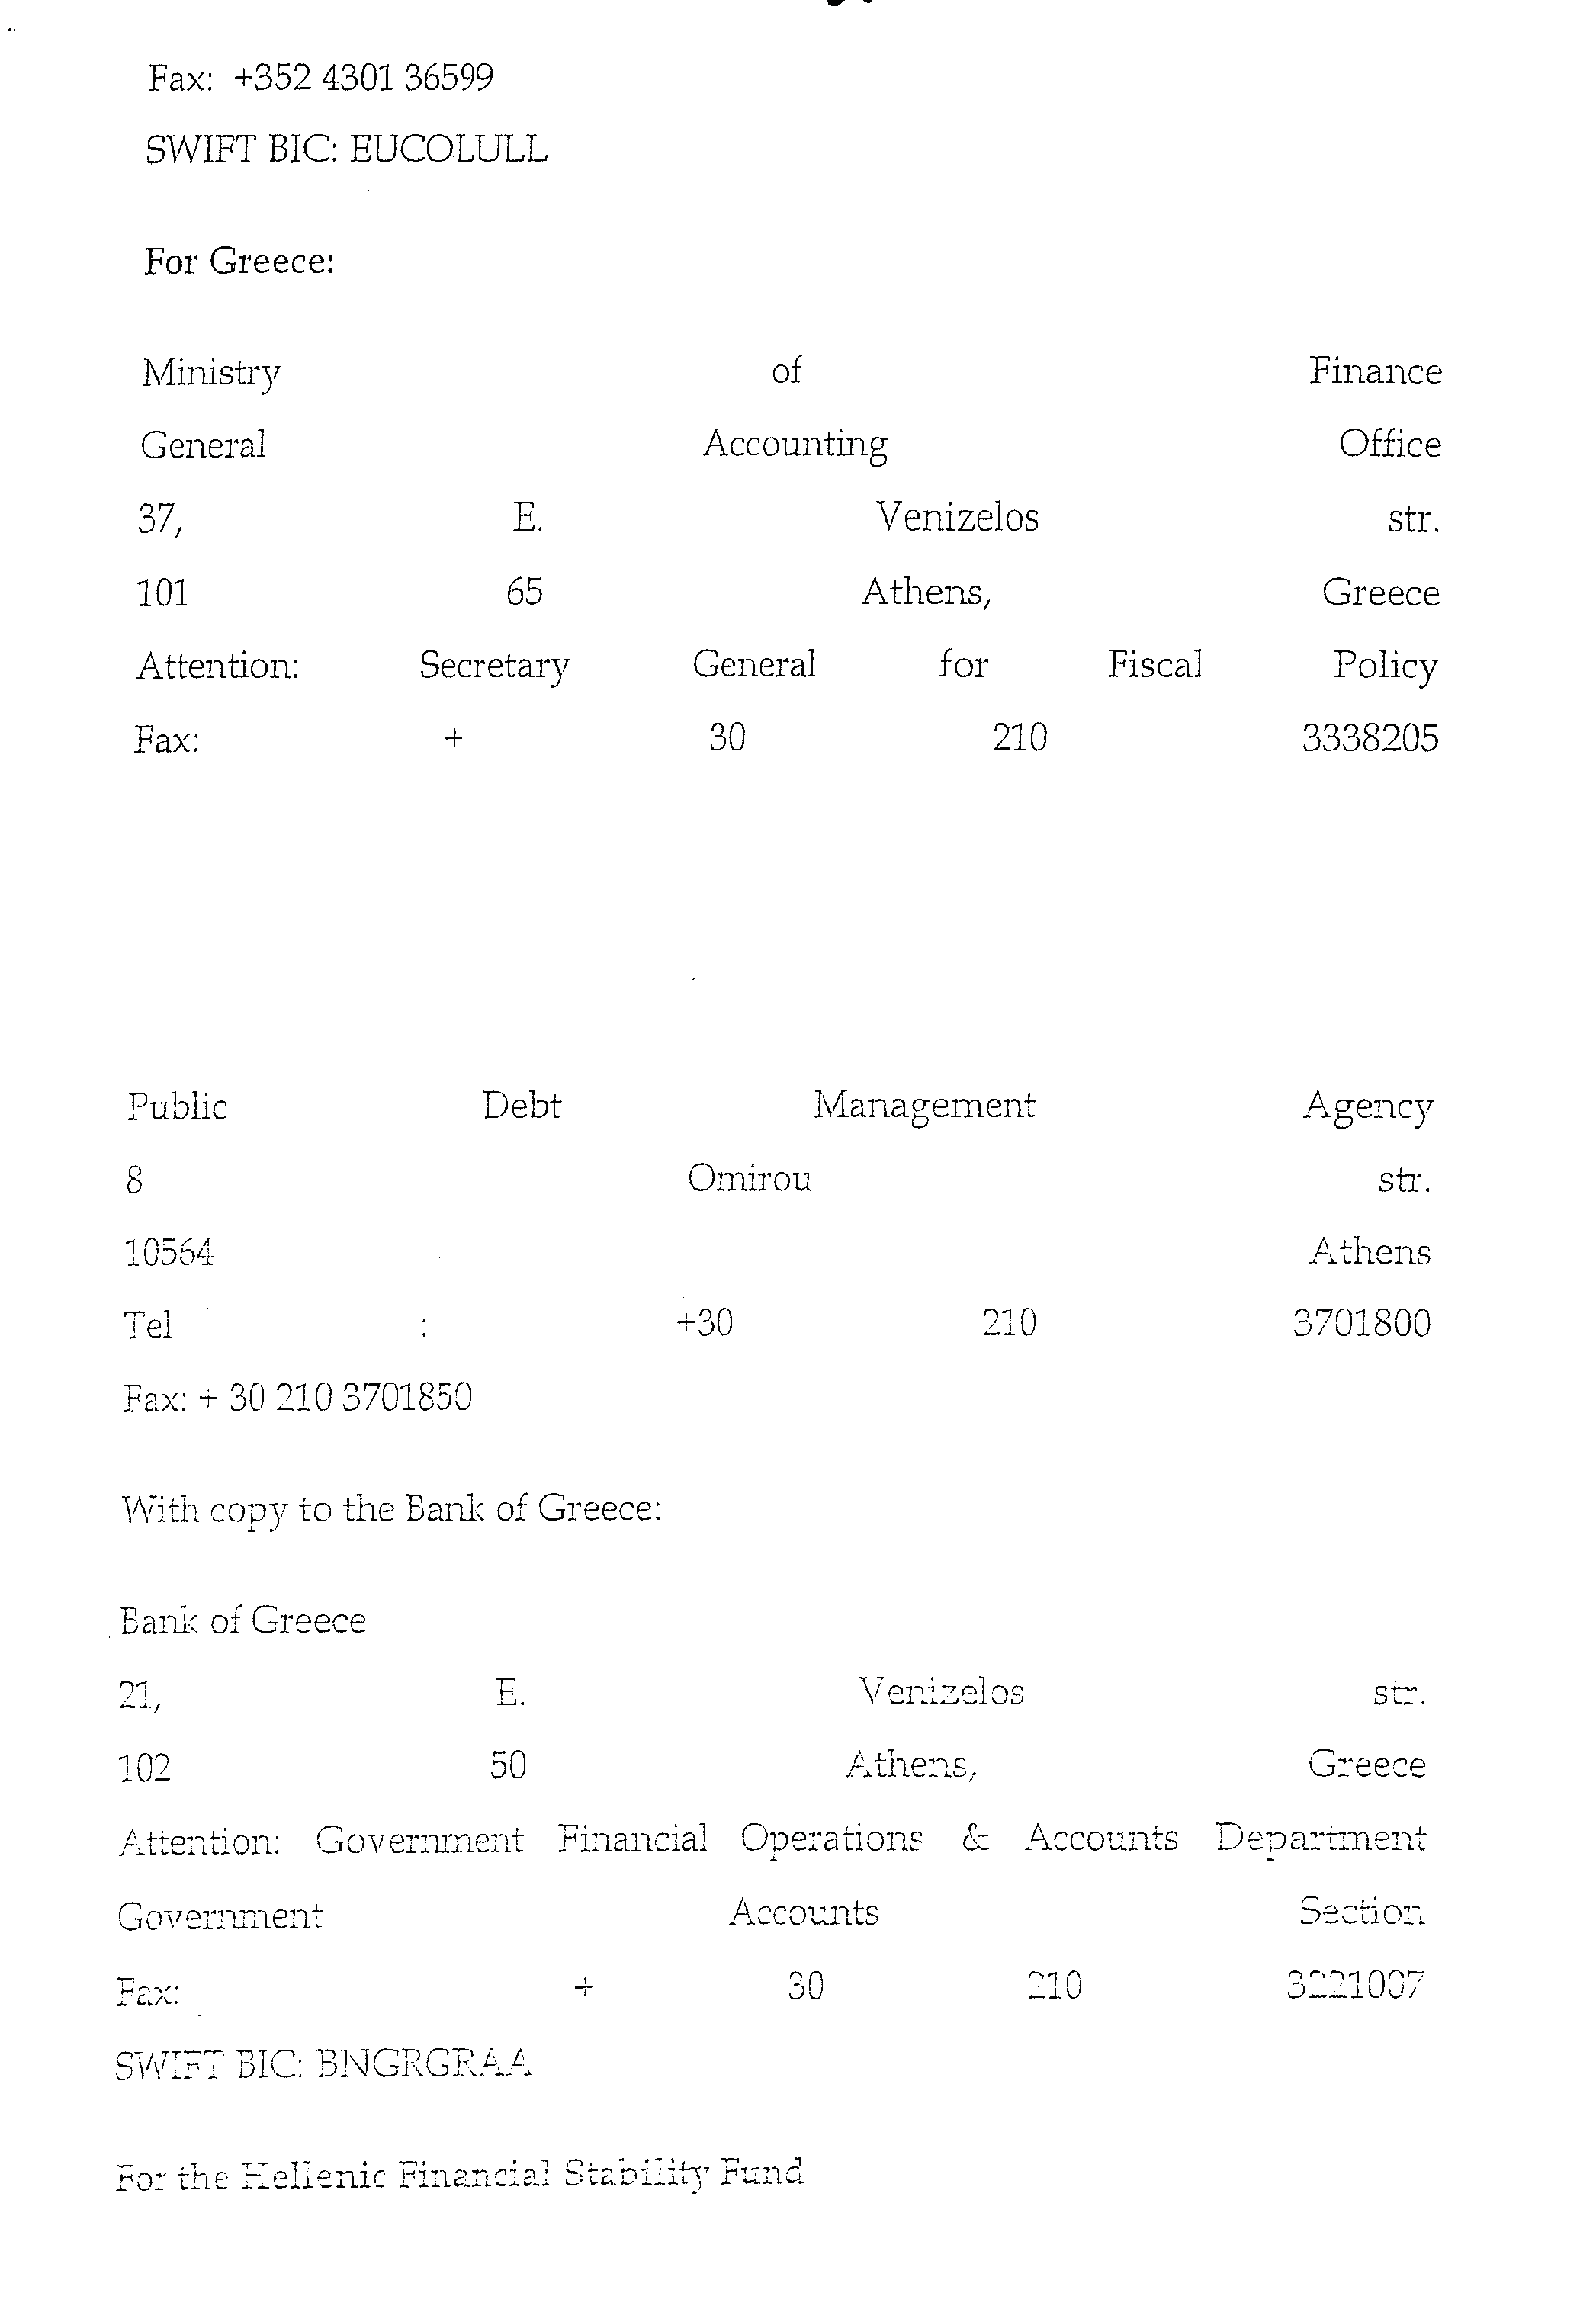 Fax: +352 4301 36599
SWIFT BIC: EUCOLULL
For Greece:
Ministry of Finance
General Accounting Office
37, E. Venizelos str.
101 65 Athens, Greece
Attention: Secretary General for Fiscal Policy
Fax: + 30 210 3338205
Public Debt Management Agency
8 Omirou str.
10564 Athens
Tel : +30 210 3701800
Fax: + 30 210 3701850
With copy to the Bank of Greece:
Bank of Greece
21, E. Venizelos str.
102 50 Athens, Greece
Attention: Government Financial Operations & Accounts Department
Government Accounts Section
Fax: + 30 210 3221007
SWIFT BIC: BNGRGRAA
For the Hellenic Financial Stability Fund